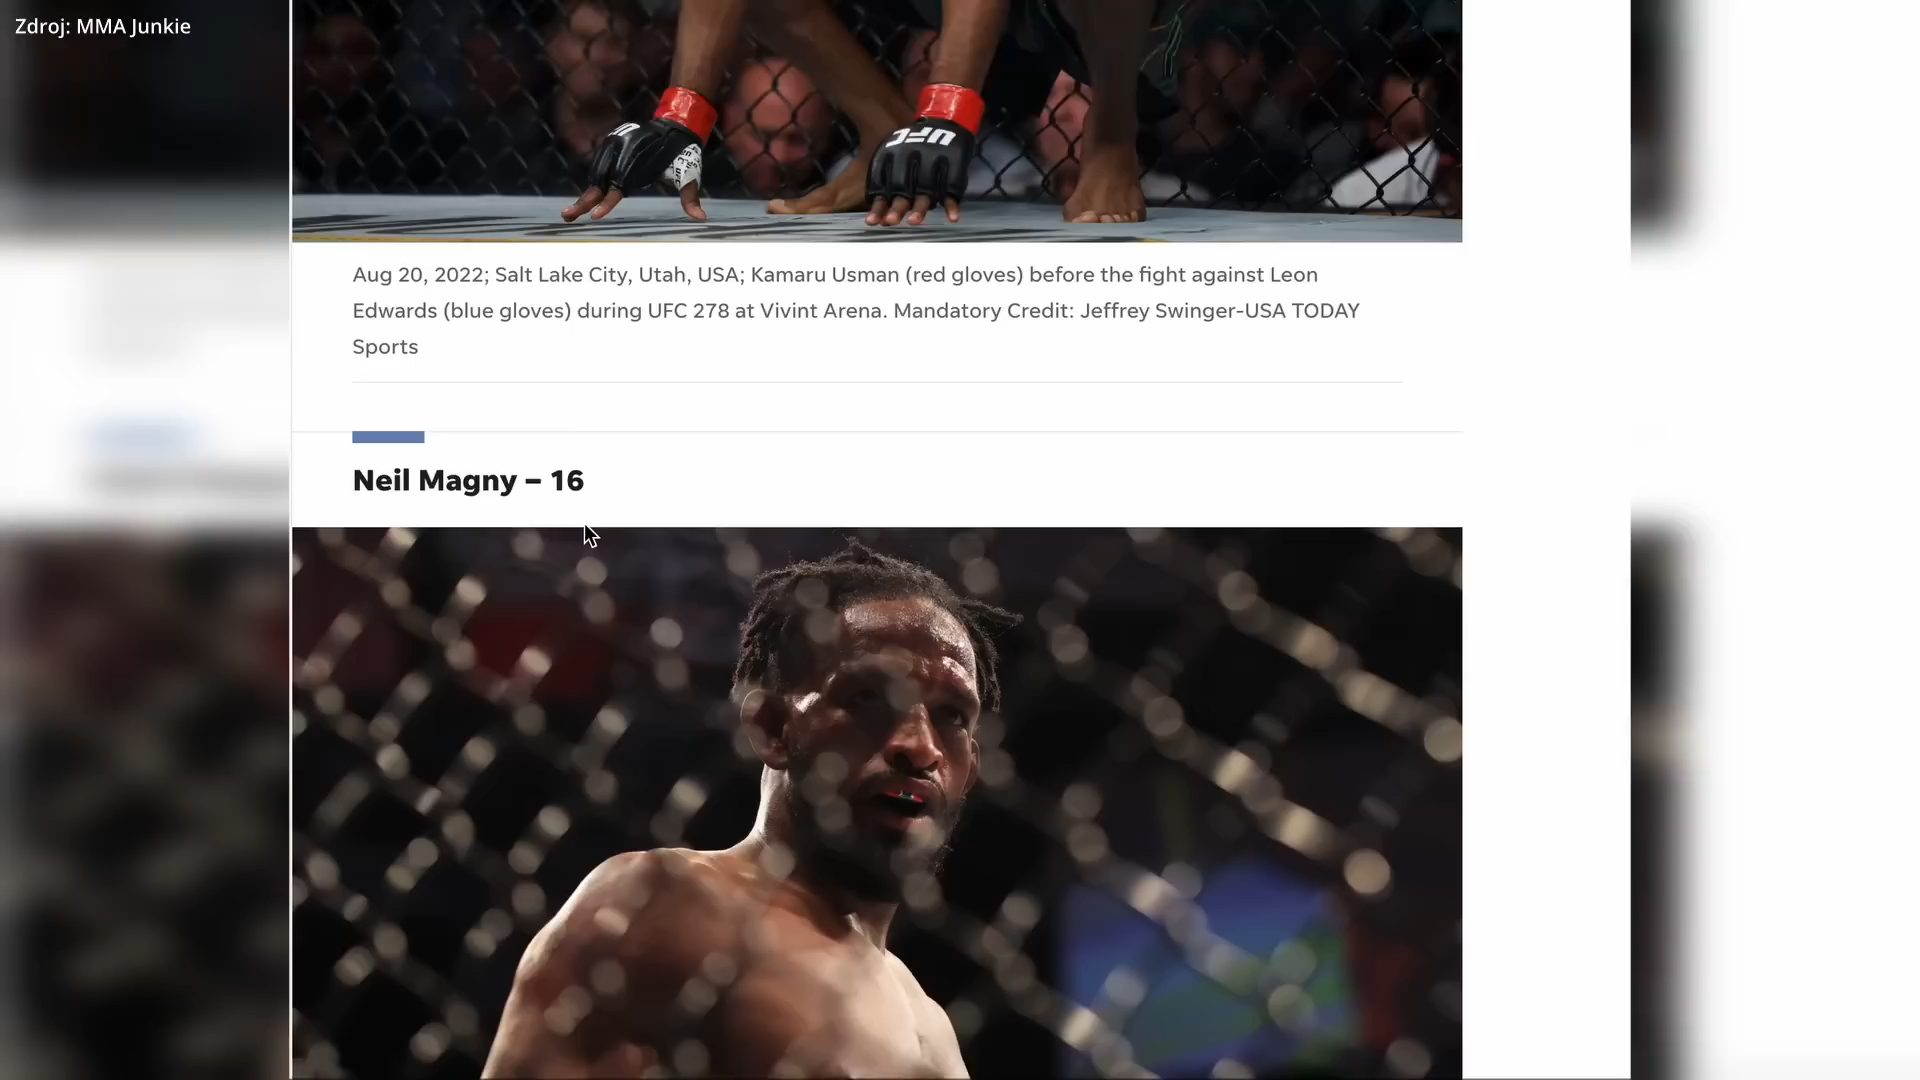 Zdroj: MMA Junkie
UFC
Aug 20, 2022; Salt Lake City, Utah, USA; Kamaru Usman (red gloves) before the fight against Leon
Edwards (blue gloves) during UFC 278 at Vivint Arena. Mandatory Credit: Jeffrey Swinger-USA TODAY
Sports
Neil Magny – 16